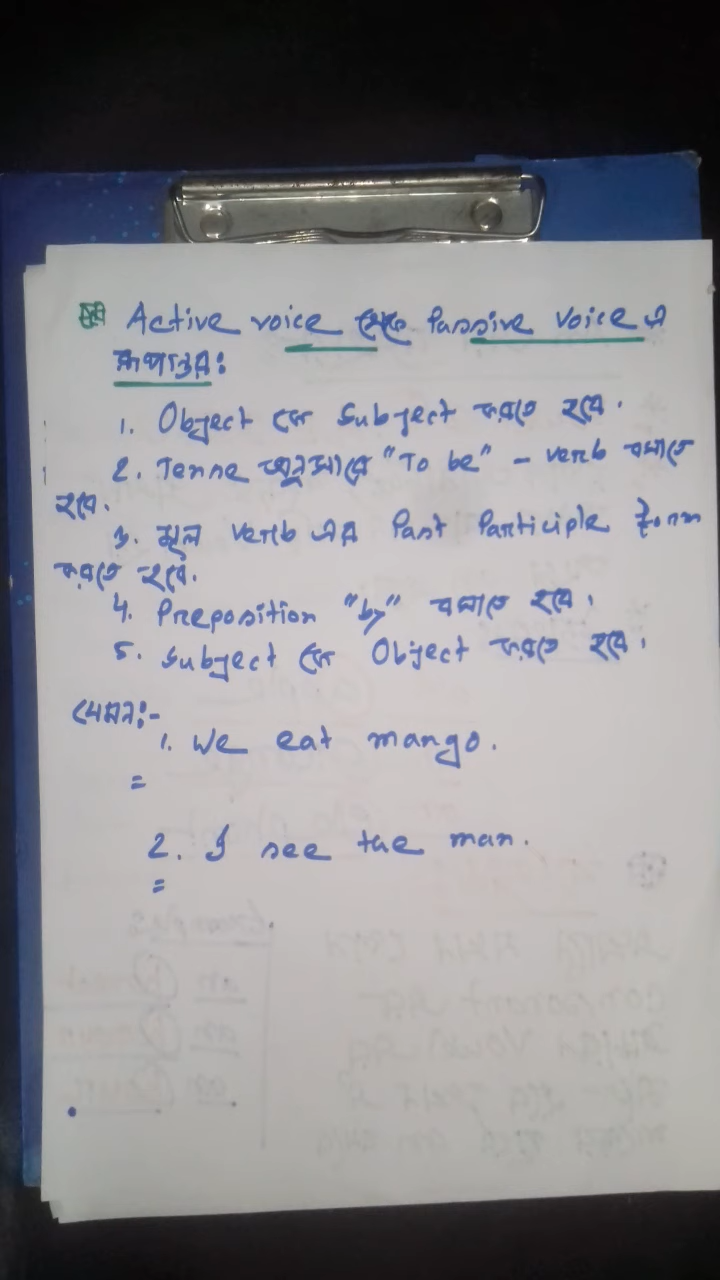 Active voice থেকে Passive Voice এ
রূপান্তর:
1. Object কে Subject করতে হবে.
2. Tense অনুসারে "To be" - verb বসাতে
হবে.
3. মূল verb এর Past Participle Form
করতে হবে.
4. Preposition "by" বসাতে হবে.
5. Subject কে Object করতে হবে.
যেমন:-
1. We eat mango.
=
2. I see the man.
=